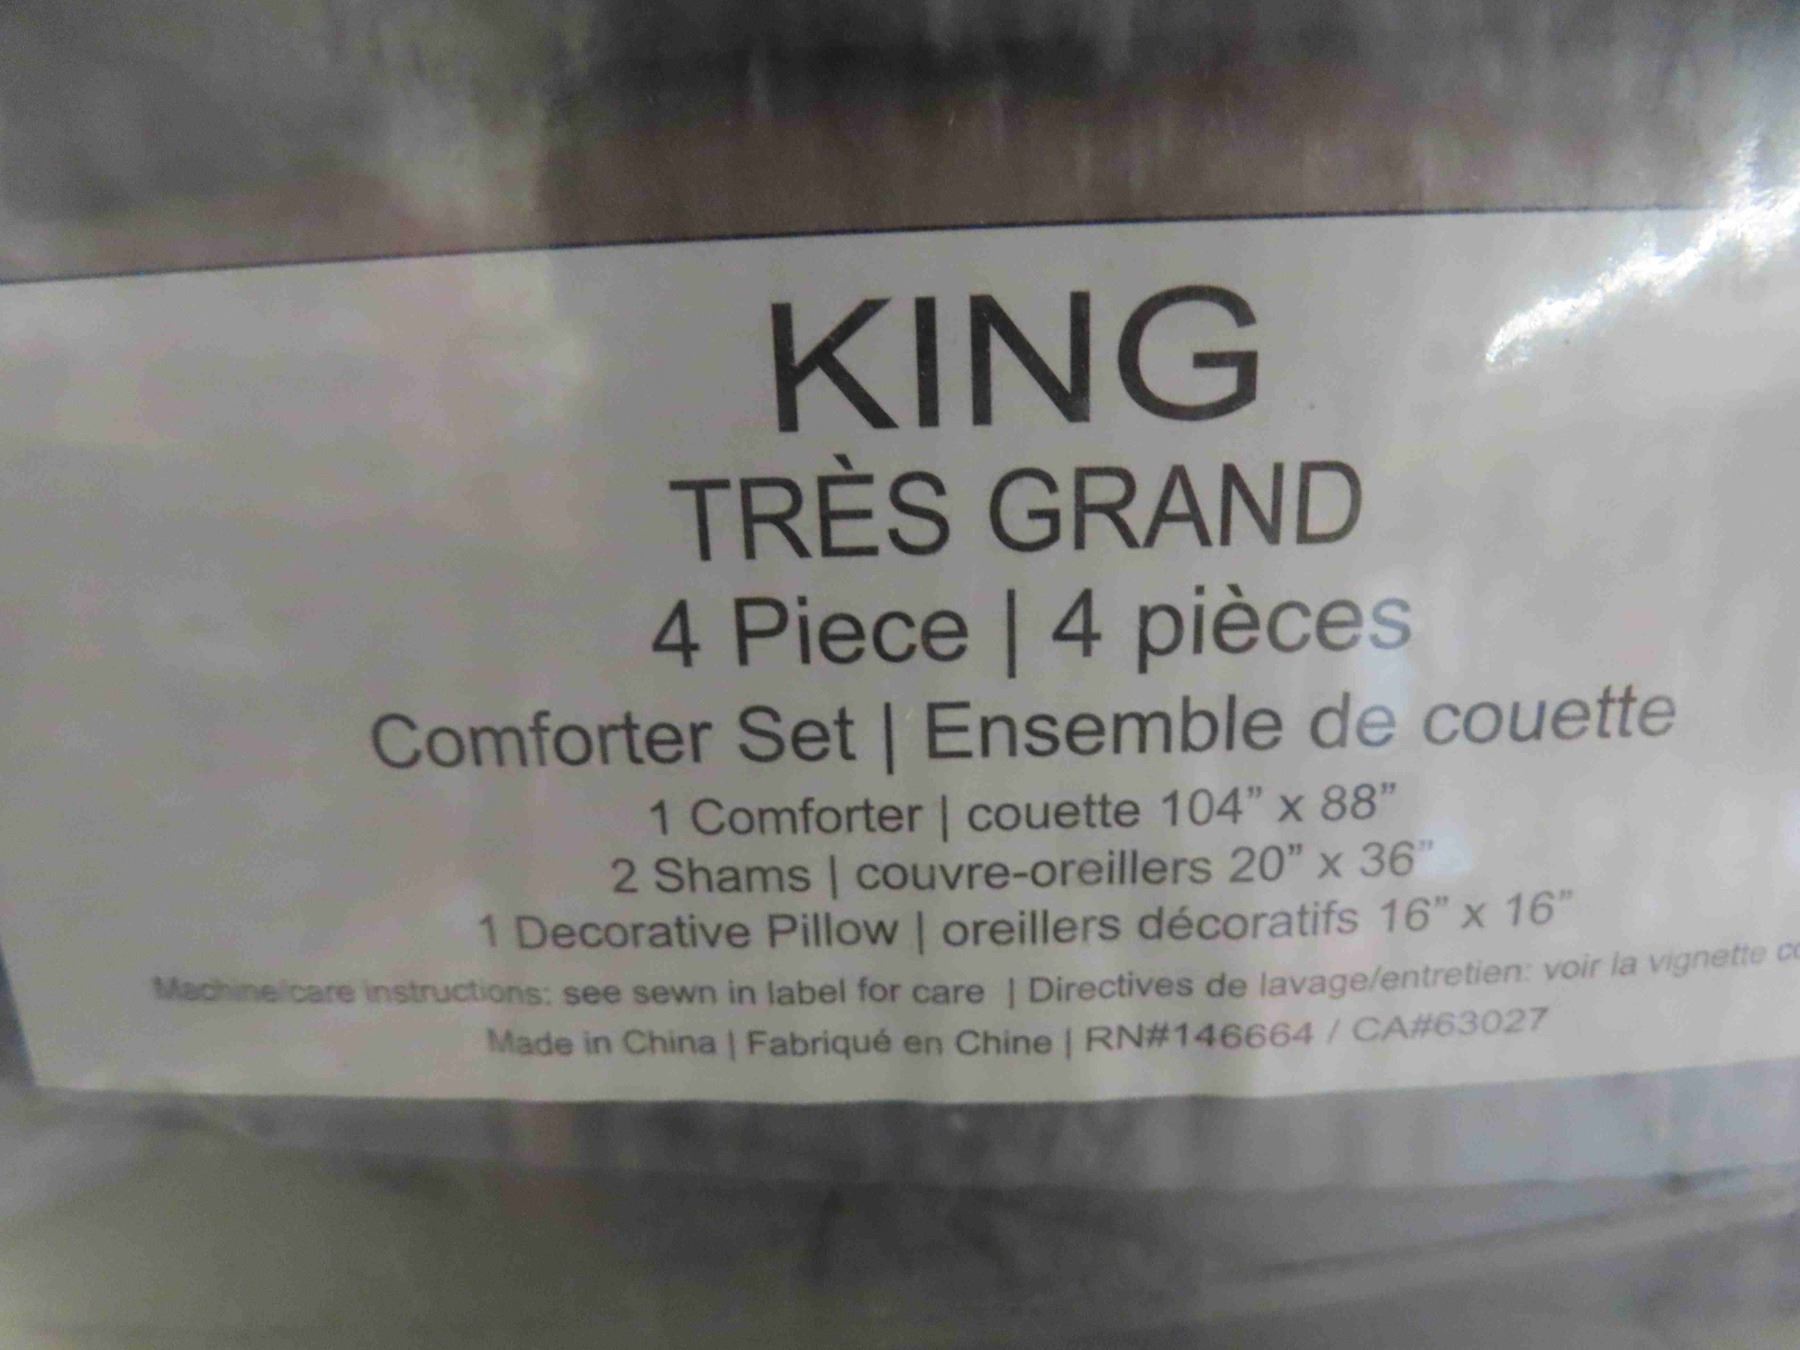 KING
TRÈS GRAND
4 Piece | 4 pièces
Comforter Set | Ensemble de couette
1 Comforter | couette 104” x 88”
2 Shams | couvre-oreillers 20” x 36”
1 Decorative Pillow | oreillers décoratifs 16” x 16”
Machine/care instructions: see sewn in label for care | Directives de lavage/entretien: voir la vignette
Made in China | Fabriqué en Chine | RN#146664 / CA#63027